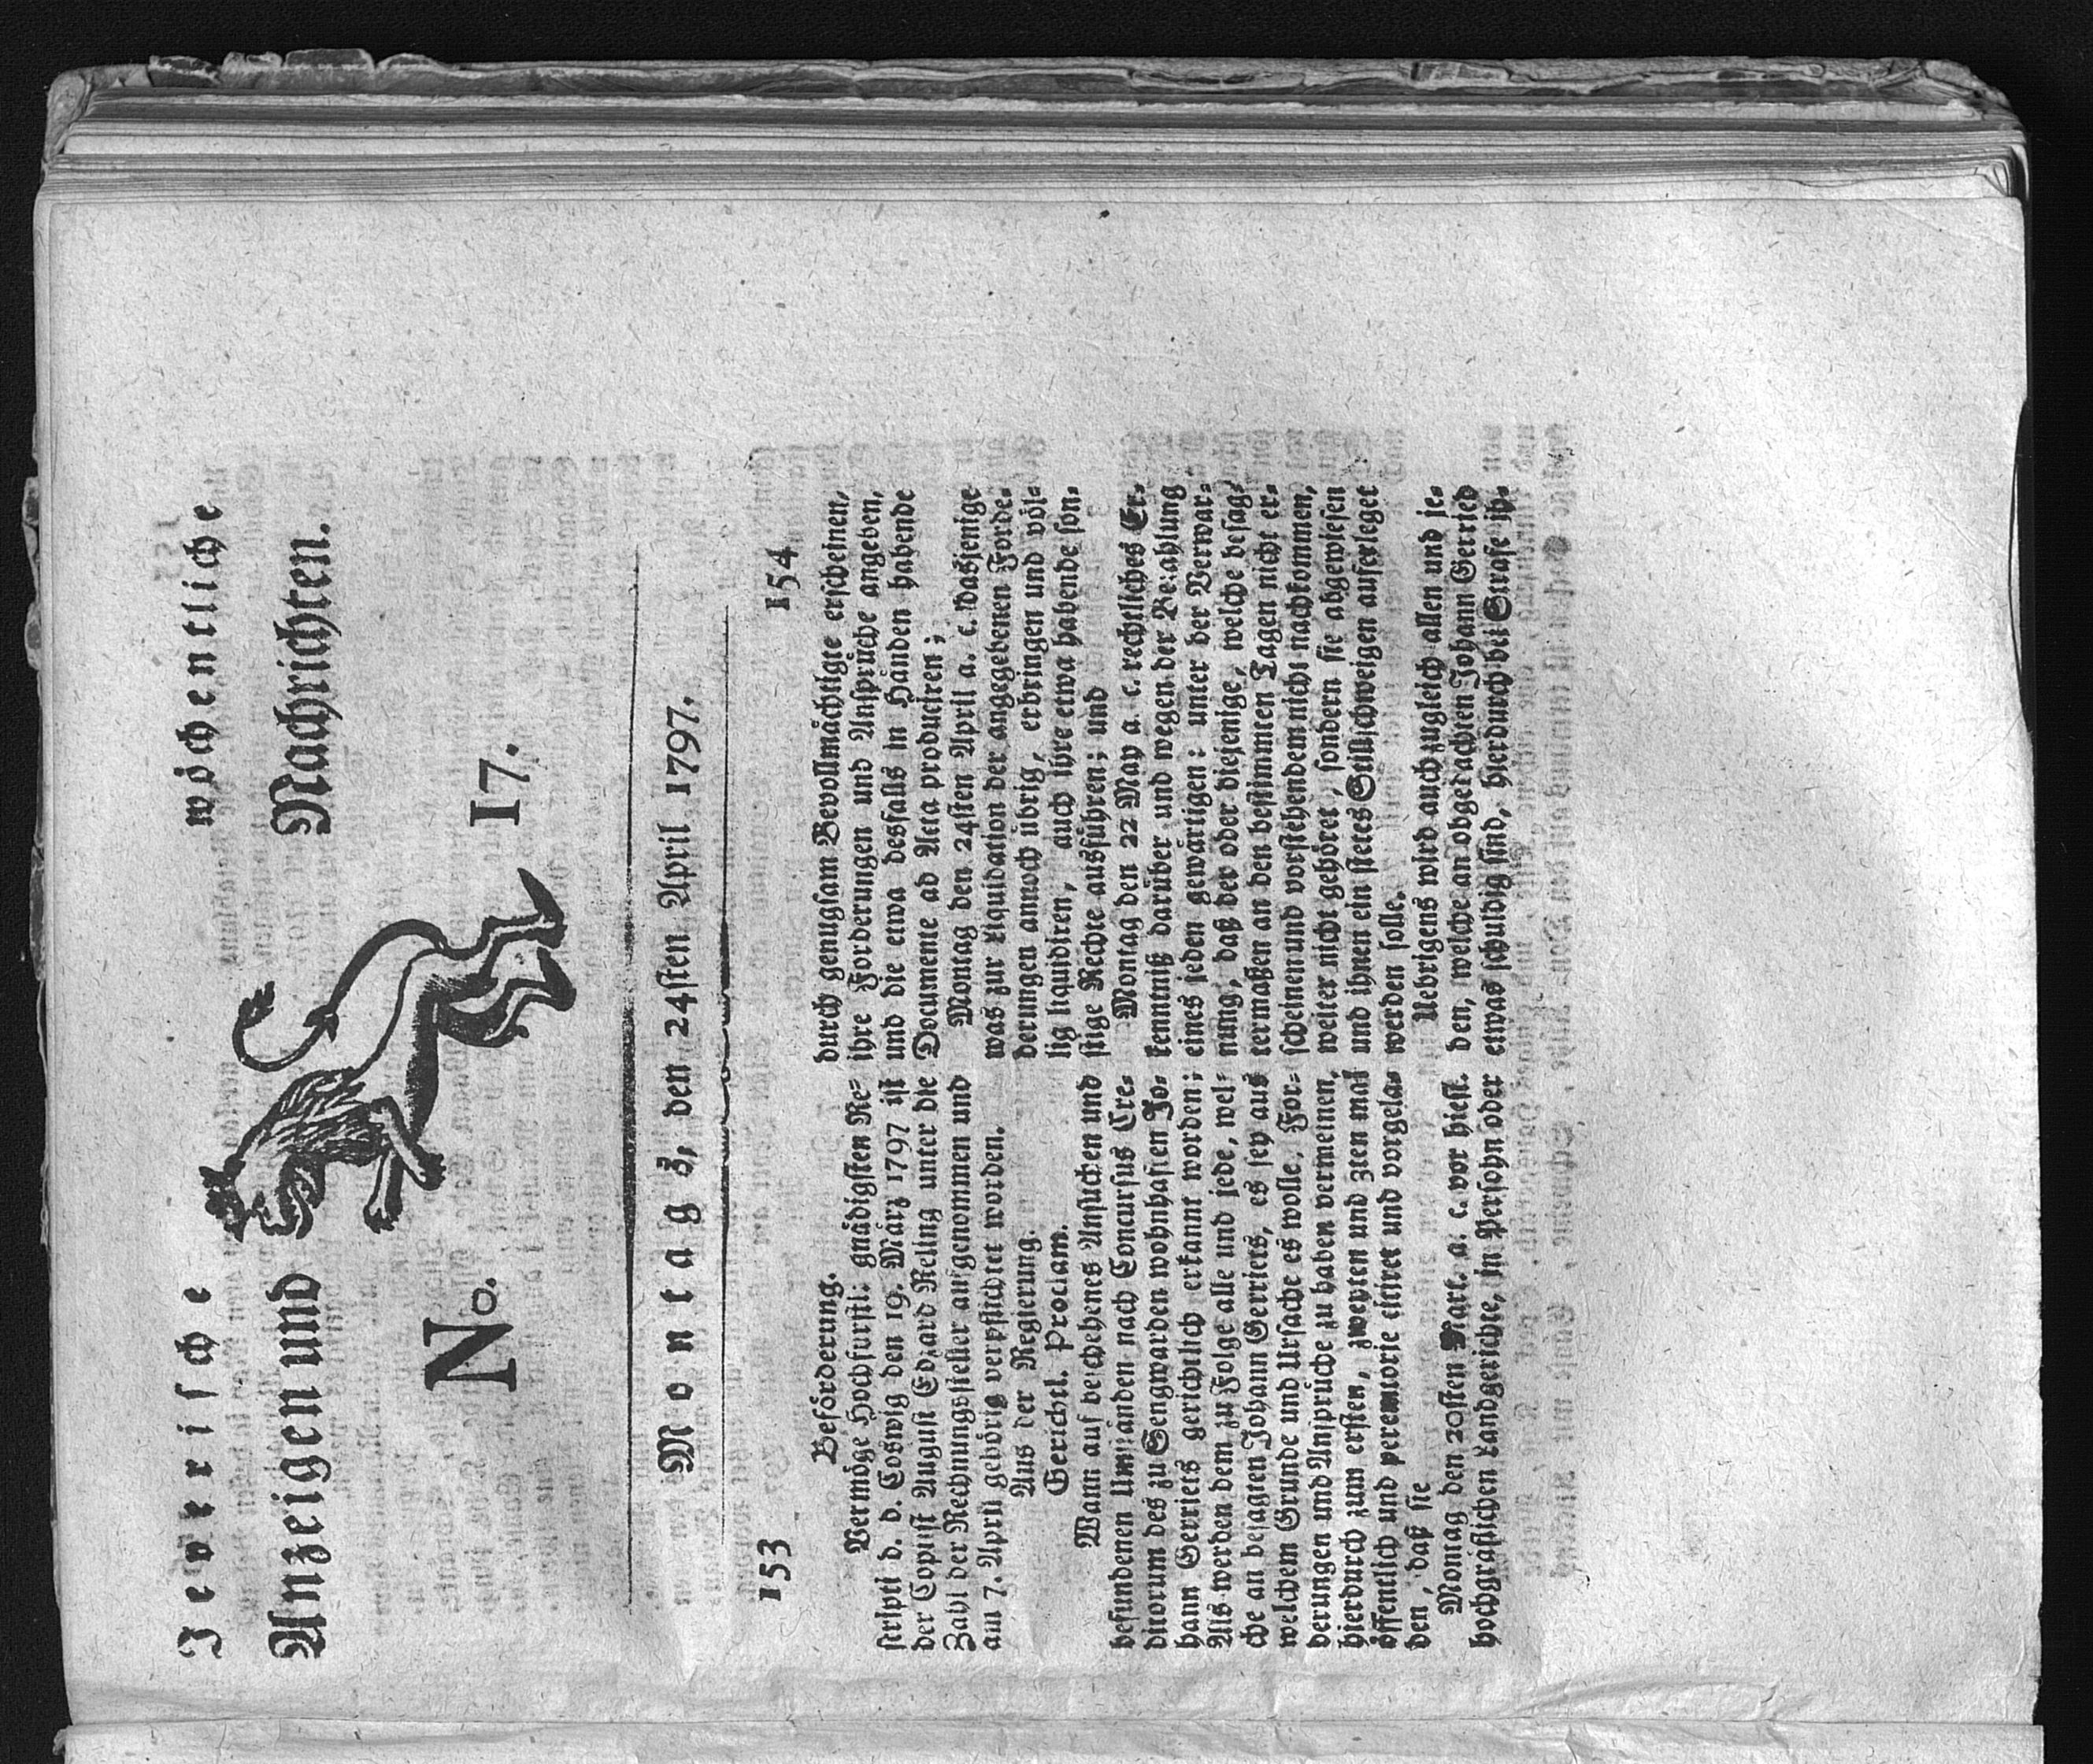 Jeverische wöchentliche
Anzeigen und Nachrichten.
No. 17.
Montags, den 24sten April 1797.
153
Beförderung.
Vermöge Hochfürstl: gnädigsten Re-
scripti d. d. Coswig den 19. März 1797 ist
der Copiist August Edzard Reling unter die
Zahl der Rechnungssteller aufgenommen und
am 7. April gehörig verpflichtet worden.
Aus der Regierung.
Gerichtl. Proclam.
Wann auf beschehenes Ansuchen und
befundenen Umständen nach Concursus Cre-
ditorum des zu Sengwarden wohnhaften Jo-
hann Gerriets gerichtlich erkannt worden;
Als werden dem zu Folge alle und jede, wel-
che an besagten Johann Gerriets, es sey aus
welchem Grunde und Ursache es wolle, For-
derungen und Ansprüche zu haben vermeinen,
hierdurch zum ersten, zweyten und 3ten mal
öffentlich und peremtorie citiret und vorgela-
den, daß sie
Montag den 20sten Mart. a. c. vor hiesl.
hochgräflichen Landgerichte, in Persohn oder
154
durch genugsam Bevollmächtigte erscheinen,
ihre Forderungen und Ansprüche angeben,
und die etwa desfalls in Händen habende
Documente ad Acta produciren;
Montag den 24sten April a. c. dasjenige
was zur Liquidation der angegebenen Forde-
derungen annoch übrig, erbringen und völ-
lig liquidiren, auch ihre etwa habende son-
stige Rechte ausführen; und
Montag den 22 May a. c. rechtliches Er-
kenntniß darüber und wegen der Bezahlung
eines jeden gewärtigen: unter der Verwar-
nung, daß der oder diejenige, welche besag-
termaßen an den bestimmten Tagen nicht er-
scheinen und vorstehendem nicht nachkommen,
weiter nicht gehöret, sondern sie abgewiesen
und ihnen ein stetes Stillschweigen auferleget
werden solle.
Uebrigens wird auch zugleich allen und je-
den, welche an obgedachten Johann Gerried
etwas schuldig sind, hierdurch bei Strafe ih-